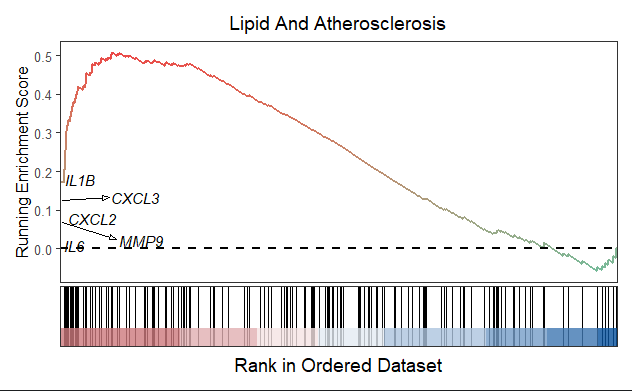 Lipid And Atherosclerosis
Running Enrichment Score
0.5
0.4
0.3
0.2
0.1
0.0
IL1B
CXCL3
CXCL2
MMP9
IL6
Rank in Ordered Dataset